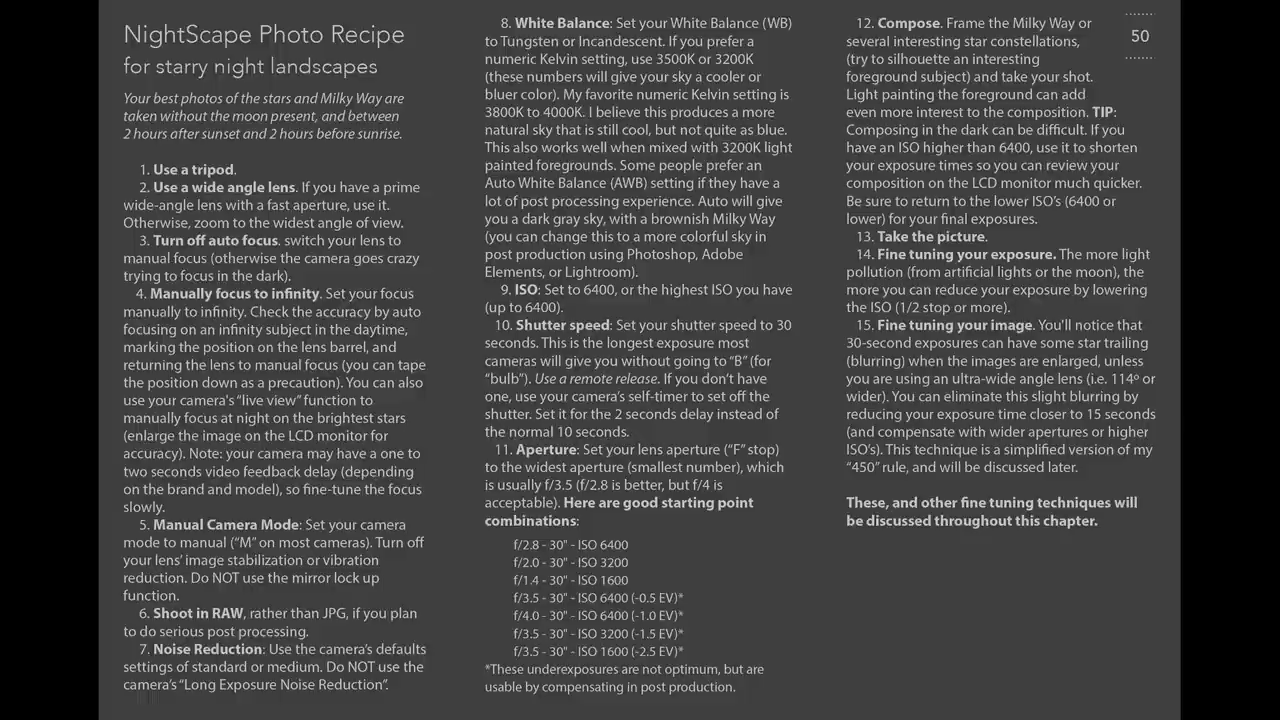 NightScape Photo Recipe
for starry night landscapes
Your best photos of the stars and Milky Way are
taken without the moon present, and between
2 hours after sunset and 2 hours before sunrise.
1. Use a tripod.
2. Use a wide angle lens. If you have a prime
wide-angle lens with a fast aperture, use it.
Otherwise, zoom to the widest angle of view.
3. Turn off auto focus. switch your lens to
manual focus (otherwise the camera goes crazy
trying to focus in the dark).
4. Manually focus to infinity. Set your focus
manually to infinity. Check the accuracy by auto
focusing on an infinity subject in the daytime,
marking the position on the lens barrel, and
returning the lens to manual focus (you can tape
the position down as a precaution). You can also
use your camera's "live view" function to
manually focus at night on the brightest stars
(enlarge the image on the LCD monitor for
accuracy). Note: your camera may have a one to
two seconds video feedback delay (depending
on the brand and model), so fine-tune the focus
slowly.
5. Manual Camera Mode: Set your camera
mode to manual ("M" on most cameras). Turn off
your lens' image stabilization or vibration
reduction. Do NOT use the mirror lock up
function.
6. Shoot in RAW, rather than JPG, if you plan
to do serious post processing.
7. Noise Reduction: Use the camera's defaults
settings of standard or medium. Do NOT use the
camera's "Long Exposure Noise Reduction".
8. White Balance: Set your White Balance (WB)
to Tungsten or Incandescent. If you prefer a
numeric Kelvin setting, use 3500K or 3200K
(these numbers will give your sky a cooler or
bluer color). My favorite numeric Kelvin setting is
3800K to 4000K. I believe this produces a more
natural sky that is still cool, but not quite as blue.
This also works well when mixed with 3200K light
painted foregrounds. Some people prefer an
Auto White Balance (AWB) setting if they have a
lot of post processing experience. Auto will give
you a dark gray sky, with a brownish Milky Way
(you can change this to a more colorful sky in
post production using Photoshop, Adobe
Elements, or Lightroom).
9. ISO: Set to 6400, or the highest ISO you have
(up to 6400).
10. Shutter speed: Set your shutter speed to 30
seconds. This is the longest exposure most
cameras will give you without going to "B" (for
"bulb"). Use a remote release. If you don't have
one, use your camera's self-timer to set off the
shutter. Set it for the 2 seconds delay instead of
the normal 10 seconds.
11. Aperture: Set your lens aperture ("F" stop)
to the widest aperture (smallest number), which
is usually f/3.5 (f/2.8 is better, but f/4 is
acceptable). Here are good starting point
combinations:
f/2.8 - 30" - ISO 6400
f/2.0 - 30" - ISO 3200
f/1.4 - 30" - ISO 1600
f/3.5 - 30" - ISO 6400 (-0.5 EV)*
f/4.0 - 30" - ISO 6400 (-1.0 EV)*
f/3.5 - 30" - ISO 3200 (-1.5 EV)*
f/3.5 - 30" - ISO 1600 (-2.5 EV)*
*These underexposures are not optimum, but are
usable by compensating in post production.
12. Compose. Frame the Milky Way or
several interesting star constellations,
(try to silhouette an interesting
foreground subject) and take your shot.
Light painting the foreground can add
even more interest to the composition. TIP:
Composing in the dark can be difficult. If you
have an ISO higher than 6400, use it to shorten
your exposure times so you can review your
composition on the LCD monitor much quicker.
Be sure to return to the lower ISO's (6400 or
lower) for your final exposures.
13. Take the picture.
14. Fine tuning your exposure. The more light
pollution (from artificial lights or the moon), the
more you can reduce your exposure by lowering
the ISO (1/2 stop or more).
15. Fine tuning your image. You'll notice that
30-second exposures can have some star trailing
(blurring) when the images are enlarged, unless
you are using an ultra-wide angle lens (i.e. 114º or
wider). You can eliminate this slight blurring by
reducing your exposure time closer to 15 seconds
(and compensate with wider apertures or higher
ISO's). This technique is a simplified version of my
"450" rule, and will be discussed later.
These, and other fine tuning techniques will
be discussed throughout this chapter.
50